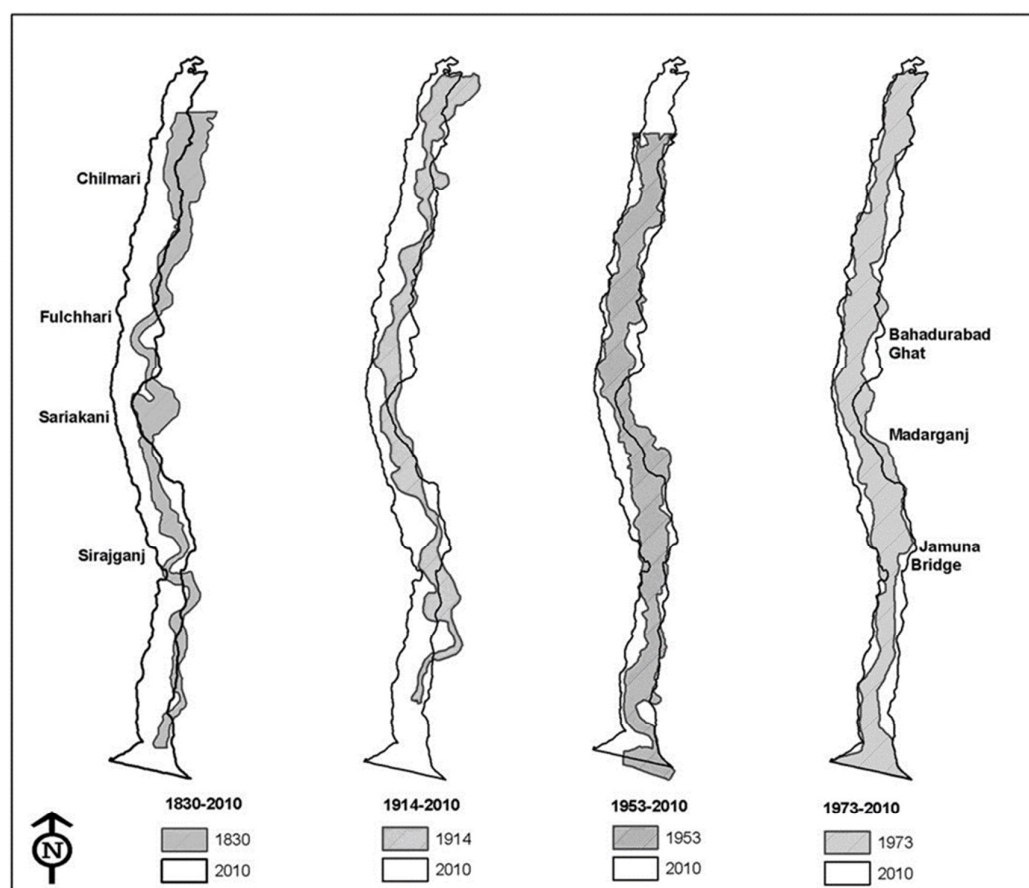 Chilmari
Fulchhari
Sariakani
Sirajganj
Bahadurabad
Ghat
Madarganj
Jamuna
Bridge
1830-2010
1830
2010
1914-2010
1914
2010
1953-2010
1953
2010
1973-2010
1973
2010
N